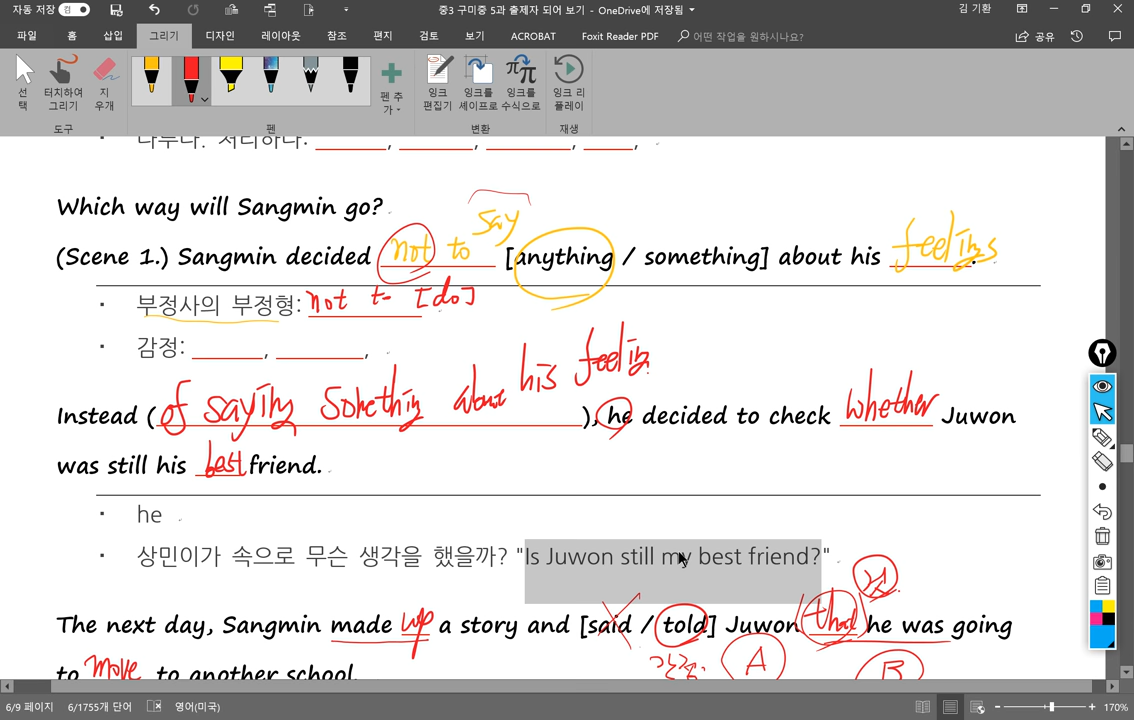 자동 저장 켬 중3 구미중 5과 출제자 되어 보기 - OneDrive에 저장됨 김 기환
파일 홈 삽입 그리기 디자인 레이아웃 참조 편지 검토 보기 ACROBAT Foxit Reader PDF 어떤 작업을 원하시나요? 공유
선택 터치하여 그리기 지우개 펜 추가 잉크 편집기 잉크를 셰이프로 잉크를 수식으로 잉크 리플레이
도구 펜 변환 재생
Which way will Sangmin go?
(Scene 1.) Sangmin decided not to say [anything / something] about his feelings.
부정사의 부정형: not to [do]
감정: , ,
Instead (of saying something about his feeling), he decided to check whether Juwon
was still his best friend.
he
상민이가 속으로 무슨 생각을 했을까? "Is Juwon still my best friend?"
The next day, Sangmin made up a story and [said / told] Juwon (that) he was going
A B
to move to another school.
6/9 페이지 6/1755개 단어 영어(미국) 170%